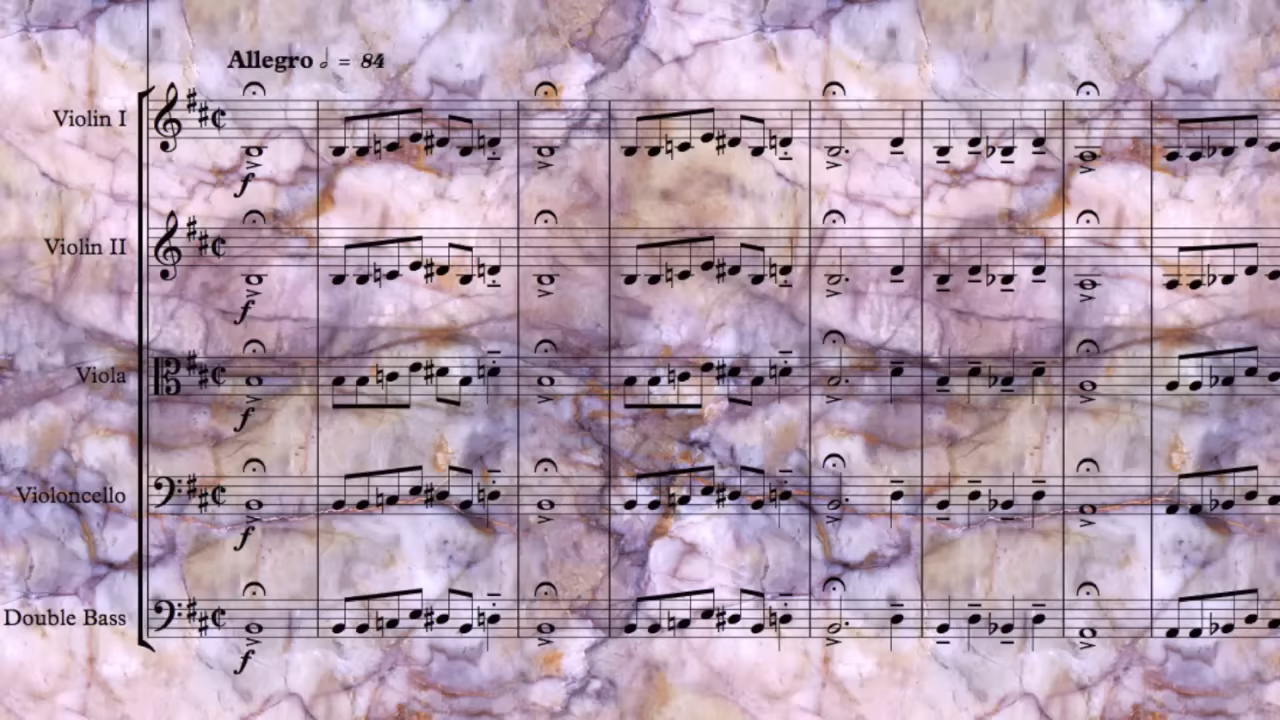 Allegro 𝅗𝅥 = 84
Violin I
f
Violin II
f
Viola
f
Violoncello
f
Double Bass
f